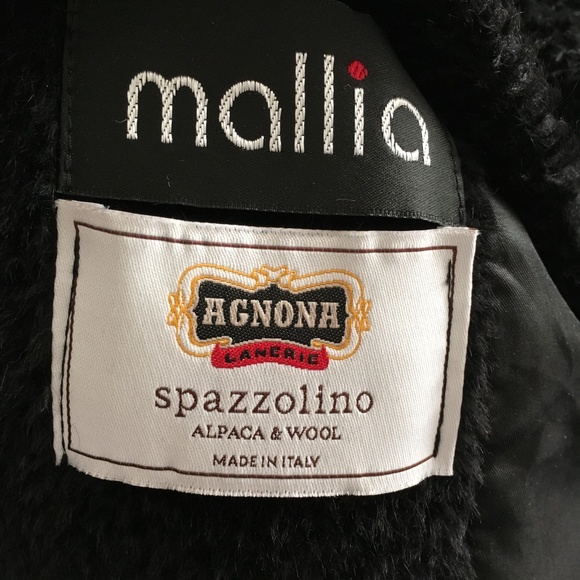 mallia
AGNONA
LANERIE
spazzolino
ALPACA & WOOL
MADE IN ITALY